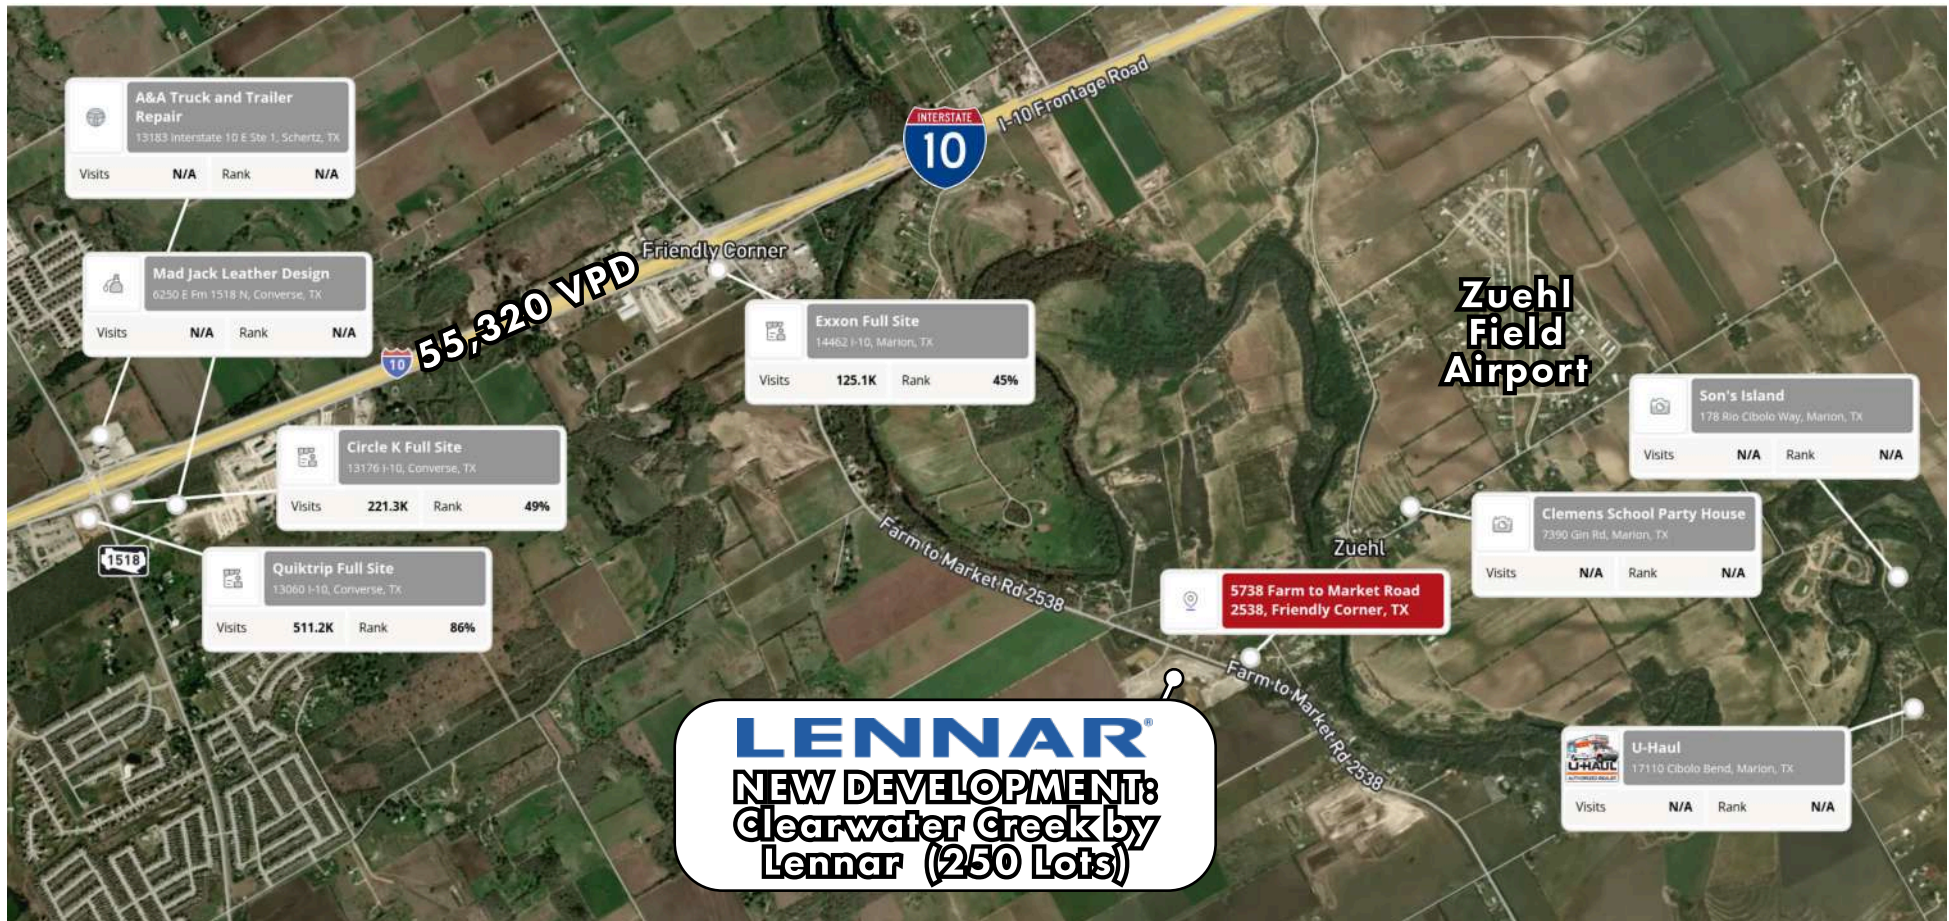 A&A Truck and Trailer
Repair
13183 Interstate 10 E Ste 1, Schertz, TX
Visits N/A Rank N/A
INTERSTATE
10
I-10 Frontage Road
Mad Jack Leather Design
6250 E Fm 1518 N, Converse, TX
Visits N/A Rank N/A
Friendly Corner
10
55,320 VPD
Exxon Full Site
14462 I-10, Marion, TX
Visits 125.1K Rank 45%
Zuehl
Field
Airport
Son's Island
178 Rio Cibolo Way, Marion, TX
Visits N/A Rank N/A
Circle K Full Site
13176 I-10, Converse, TX
Visits 221.3K Rank 49%
Clemens School Party House
7390 Gin Rd, Marion, TX
Visits N/A Rank N/A
Zuehl
Farm to Market Rd 2538
1518
Quiktrip Full Site
13060 I-10, Converse, TX
Visits 511.2K Rank 86%
5738 Farm to Market Road
2538, Friendly Corner, TX
Farm to Market Rd 2538
LENNAR®
NEW DEVELOPMENT:
Clearwater Creek by
Lennar (250 Lots)
U-HAUL
AUTHORIZED DEALER
U-Haul
17110 Cibolo Bend, Marion, TX
Visits N/A Rank N/A